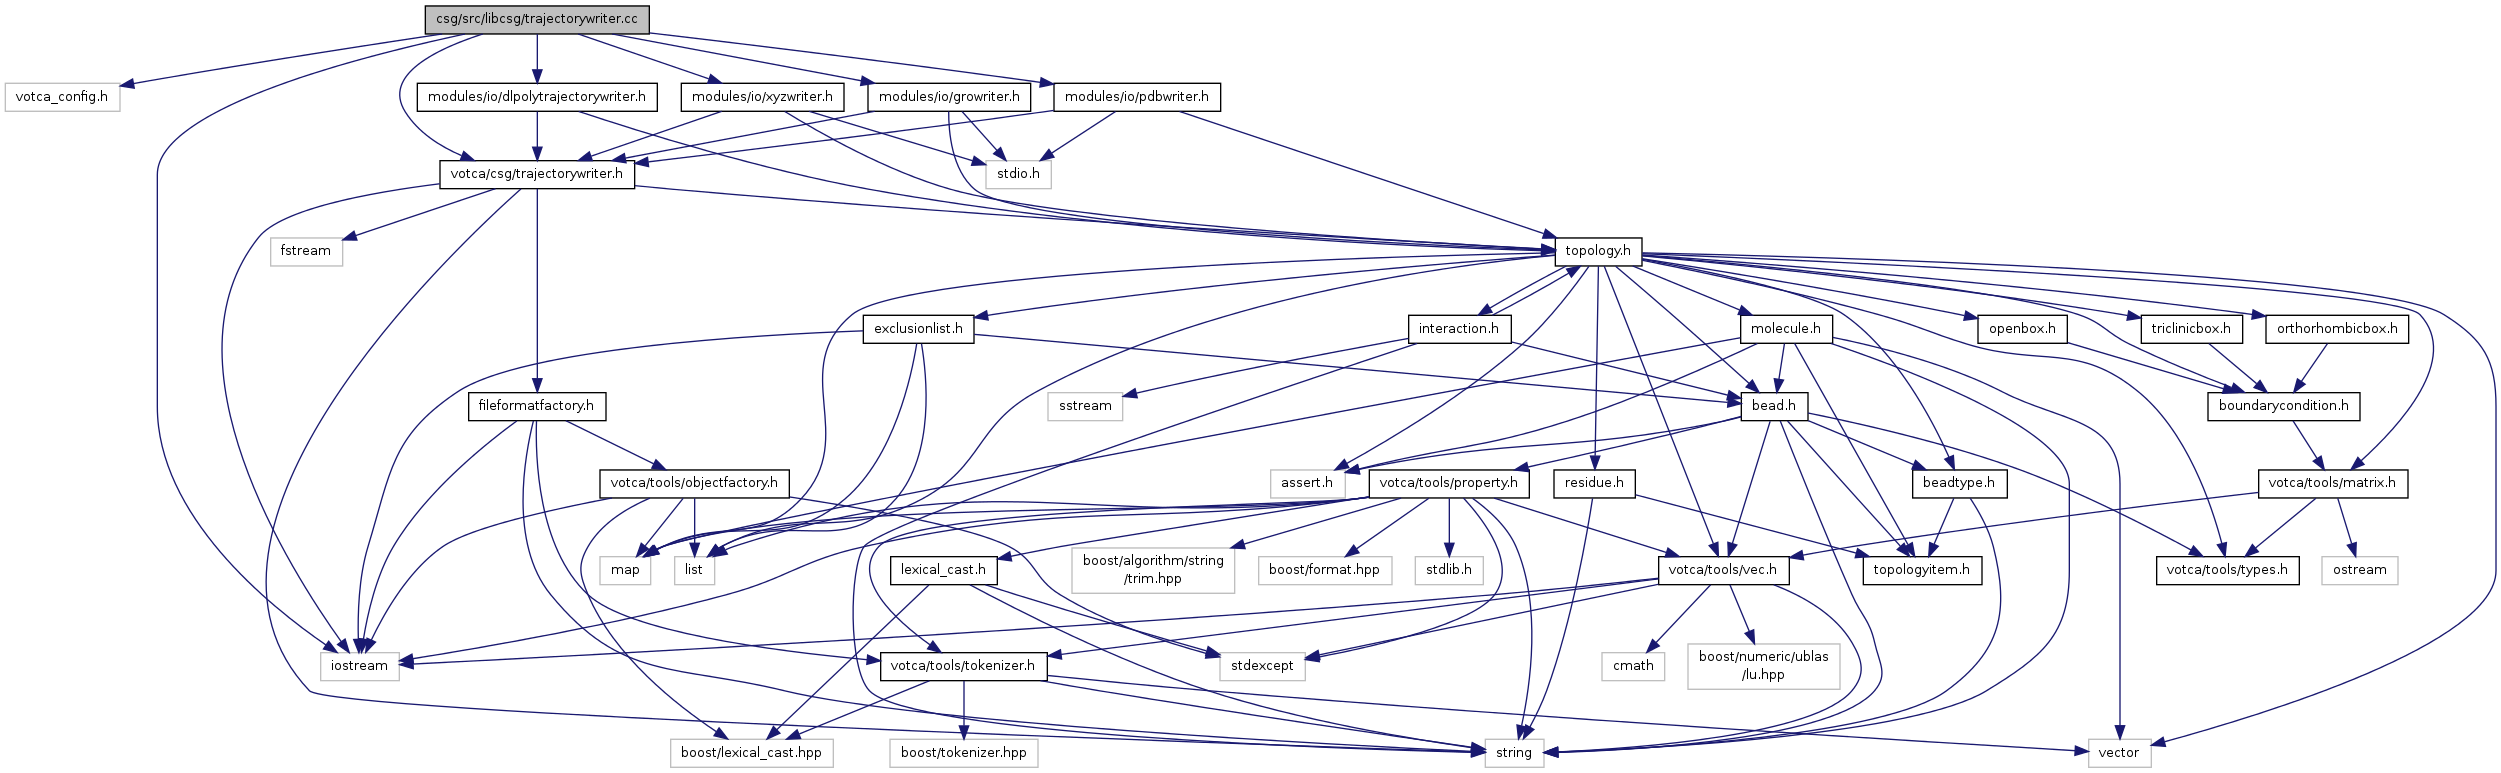 csg/src/libcsg/trajectorywriter.cc
votca_config.h
modules/io/dlpolytrajectorywriter.h
modules/io/xyzwriter.h
modules/io/growriter.h
modules/io/pdbwriter.h
votca/csg/trajectorywriter.h
stdio.h
fstream
topology.h
exclusionlist.h
interaction.h
molecule.h
openbox.h
triclinicbox.h
orthorhombicbox.h
fileformatfactory.h
sstream
bead.h
boundarycondition.h
votca/tools/objectfactory.h
assert.h
votca/tools/property.h
residue.h
beadtype.h
votca/tools/matrix.h
map
list
lexical_cast.h
boost/algorithm/string
/trim.hpp
boost/format.hpp
stdlib.h
votca/tools/vec.h
topologyitem.h
votca/tools/types.h
ostream
iostream
votca/tools/tokenizer.h
stdexcept
cmath
boost/numeric/ublas
/lu.hpp
boost/lexical_cast.hpp
boost/tokenizer.hpp
string
vector